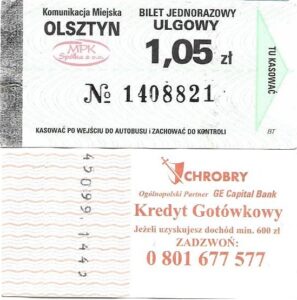 Komunikacja Miejska
OLSZTYN
MPK
Spółka z o.o.
BILET JEDNORAZOWY
ULGOWY
1,05 zł
TU KASOWAĆ
№ 1408821
KASOWAĆ PO WEJŚCIU DO AUTOBUSU I ZACHOWAĆ DO KONTROLI
BT
CHROBRY
Ogólnopolski Partner GE Capital Bank
Kredyt Gotówkowy
Jeżeli uzyskujesz dochód min. 600 zł
ZADZWOŃ:
0 801 677 577